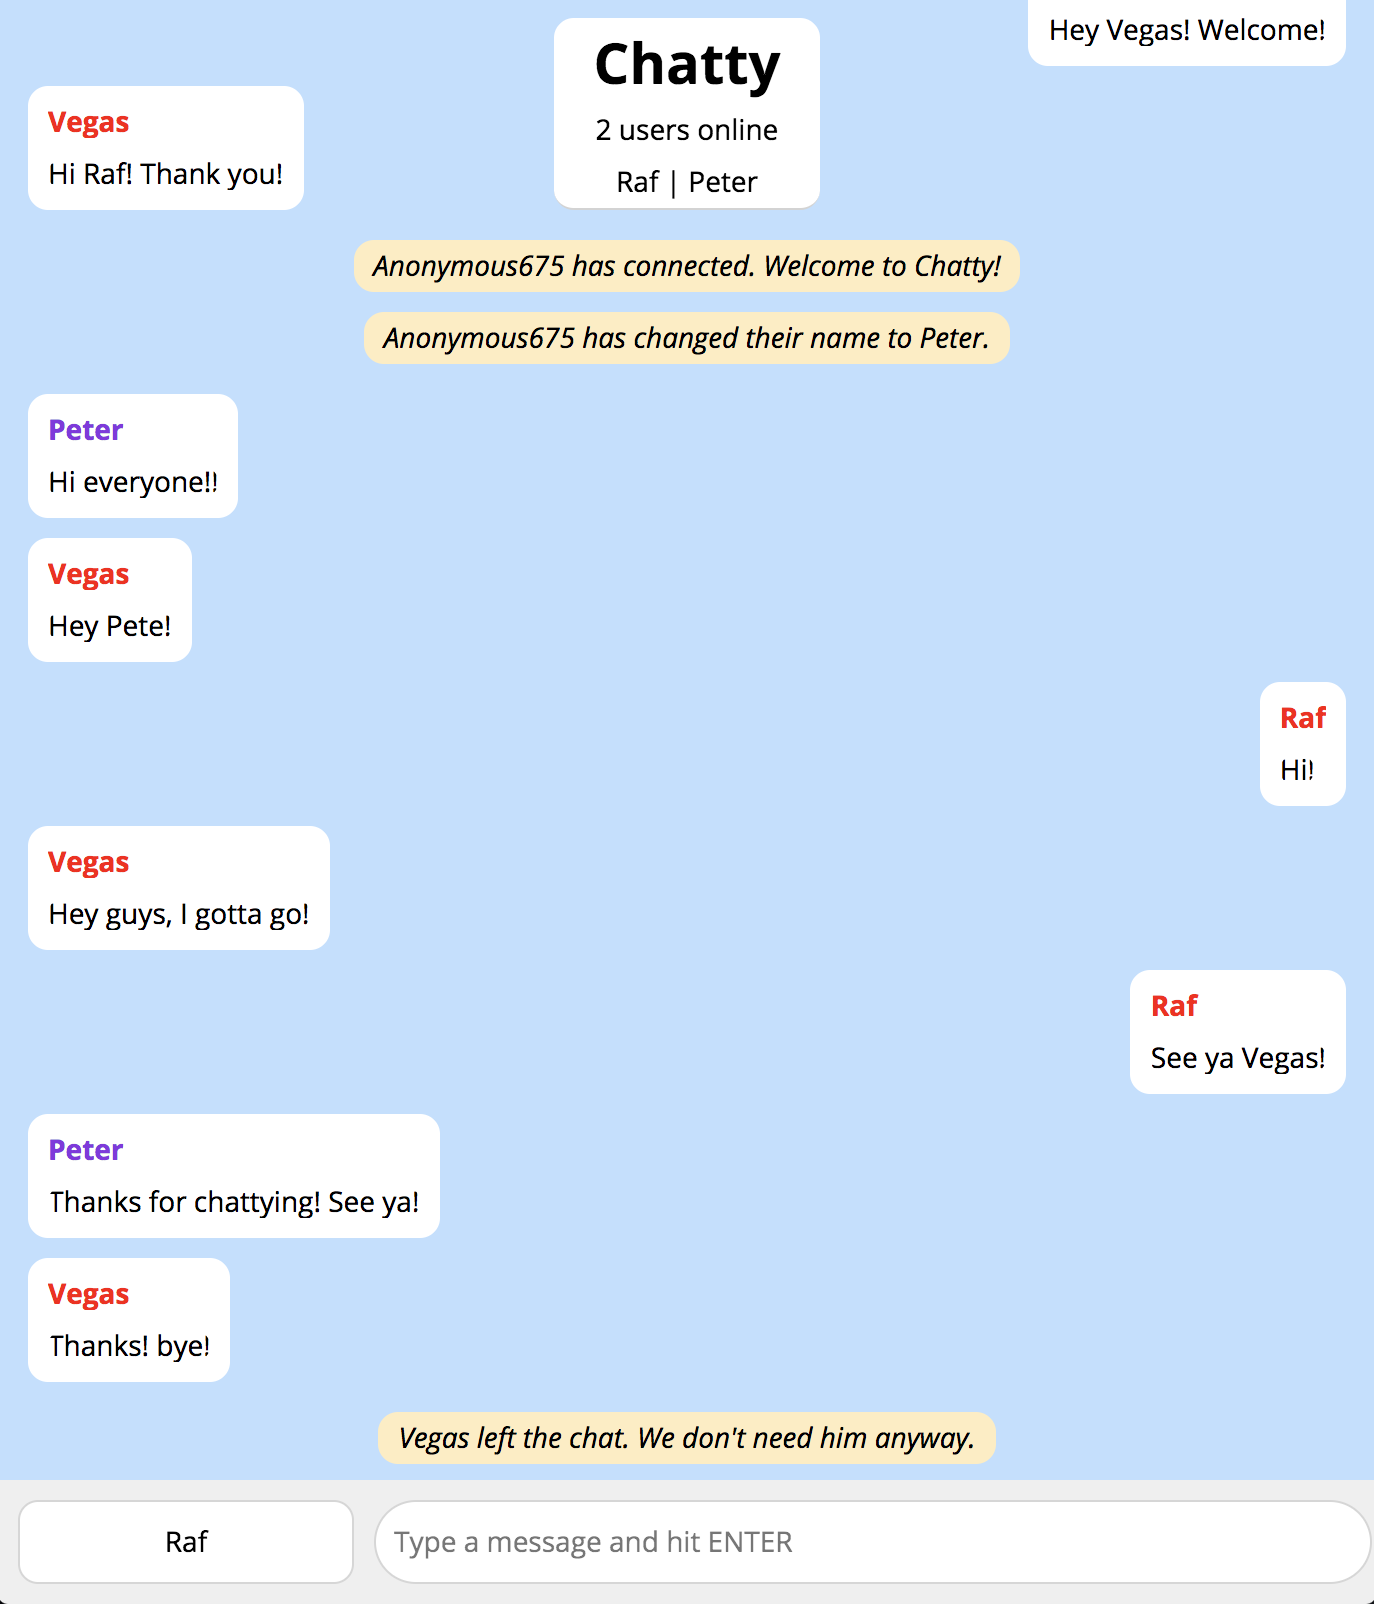 Hey Vegas! Welcome!
Chatty
2 users online
Raf | Peter
Vegas
Hi Raf! Thank you!
Anonymous675 has connected. Welcome to Chatty!
Anonymous675 has changed their name to Peter.
Peter
Hi everyone!!
Vegas
Hey Pete!
Raf
Hi!
Vegas
Hey guys, I gotta go!
Raf
See ya Vegas!
Peter
Thanks for chattying! See ya!
Vegas
Thanks! bye!
Vegas left the chat. We don't need him anyway.
Raf
Type a message and hit ENTER